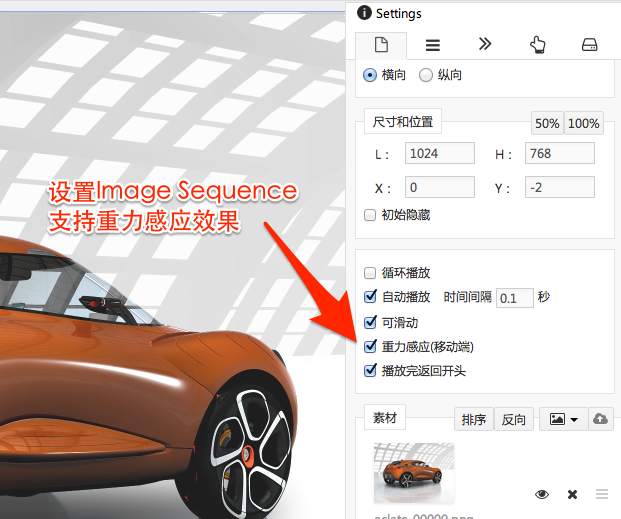 Settings
横向 纵向
尺寸和位置 50% 100%
L： 1024 H： 768
X： 0 Y： -2
初始隐藏
设置Image Sequence
支持重力感应效果
循环播放
自动播放 时间间隔 0.1 秒
可滑动
重力感应(移动端)
播放完返回开头
素材 排序 反向